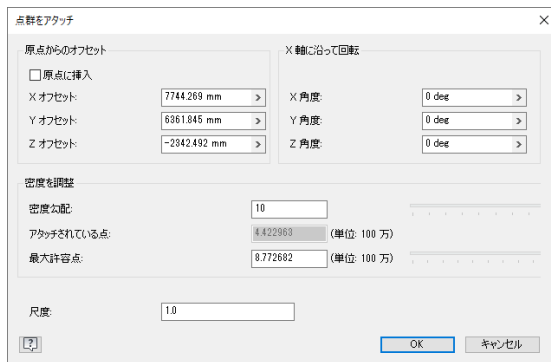 点群をアタッチ
原点からのオフセット
原点に挿入
X オフセット: 7744.269 mm
Y オフセット: 6361.845 mm
Z オフセット: -2342.492 mm
X 軸に沿って回転
X 角度: 0 deg
Y 角度: 0 deg
Z 角度: 0 deg
密度を調整
密度勾配: 10
アタッチされている点: 4.422963 (単位: 100 万)
最大許容点: 8.772682 (単位: 100 万)
尺度: 1.0
OK キャンセル